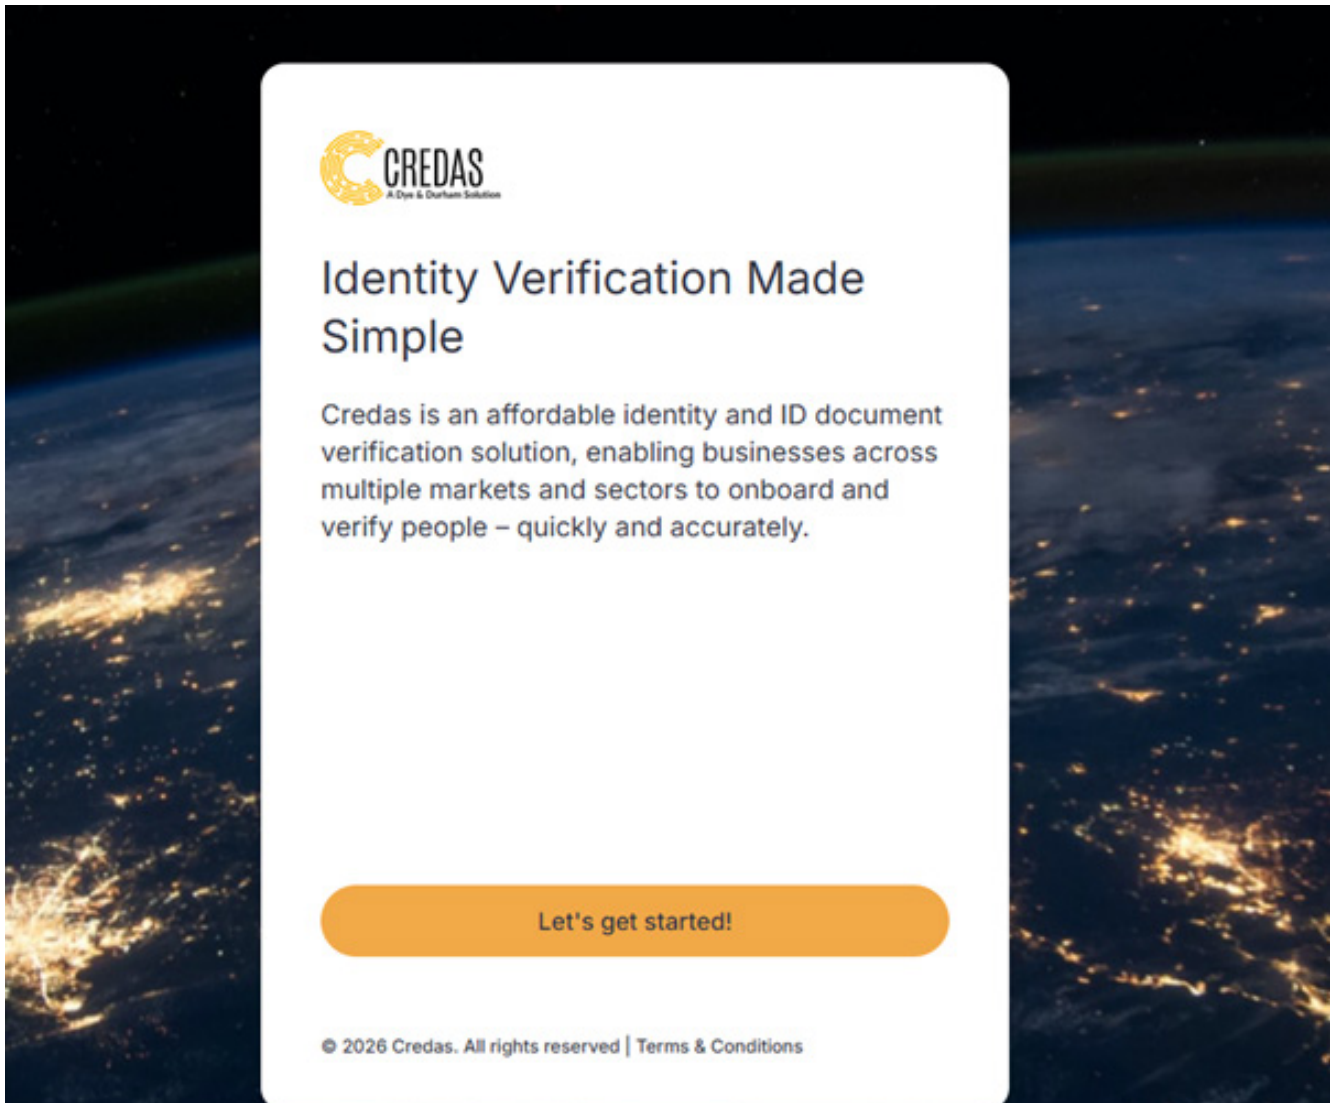 CREDAS
A Dye & Durham Solution
Identity Verification Made
Simple
Credas is an affordable identity and ID document
verification solution, enabling businesses across
multiple markets and sectors to onboard and
verify people – quickly and accurately.
Let's get started!
© 2026 Credas. All rights reserved | Terms & Conditions